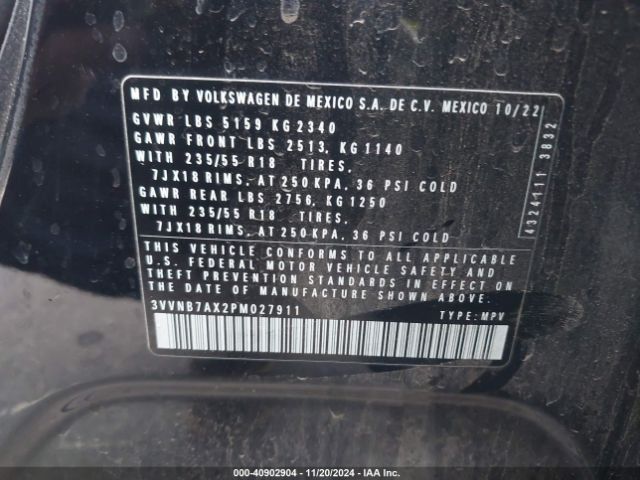 MFD BY VOLKSWAGEN DE MEXICO S.A. DE C.V. MEXICO 10/22
GVWR LBS 5159 KG 2340
GAWR FRONT LBS 2513, KG 1140
WITH 235/55 R18 TIRES,
7JX18 RIMS, AT 250 KPA, 36 PSI COLD
GAWR REAR LBS 2756, KG 1250
WITH 235/55 R18 TIRES,
7JX18 RIMS, AT 250 KPA, 36 PSI COLD
THIS VEHICLE CONFORMS TO ALL APPLICABLE
U.S. FEDERAL MOTOR VEHICLE SAFETY AND
THEFT PREVENTION STANDARDS IN EFFECT ON
THE DATE OF MANUFACTURE SHOWN ABOVE.
3VVNB7AX2PM027911 TYPE: MPV
4324111 3832
000-40902904 - 11/20/2024 - IAA Inc.